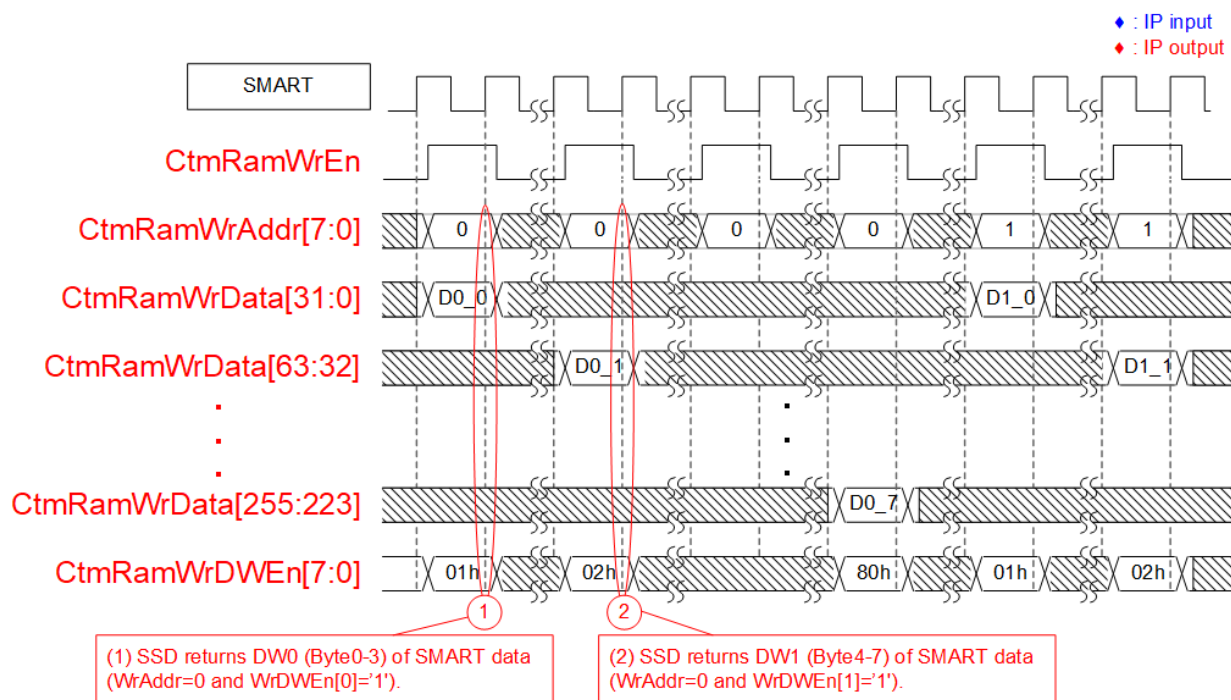 ♦ : IP input
♦ : IP output
SMART
CtmRamWrEn
CtmRamWrAddr[7:0]
0 0 0 0 1 1
CtmRamWrData[31:0]
D0_0 D1_0
CtmRamWrData[63:32]
D0_1 D1_1
CtmRamWrData[255:223]
D0_7
CtmRamWrDWEn[7:0]
01h 02h 80h 01h 02h
1 2
(1) SSD returns DW0 (Byte0-3) of SMART data
(WrAddr=0 and WrDWEn[0]='1').
(2) SSD returns DW1 (Byte4-7) of SMART data
(WrAddr=0 and WrDWEn[1]='1').